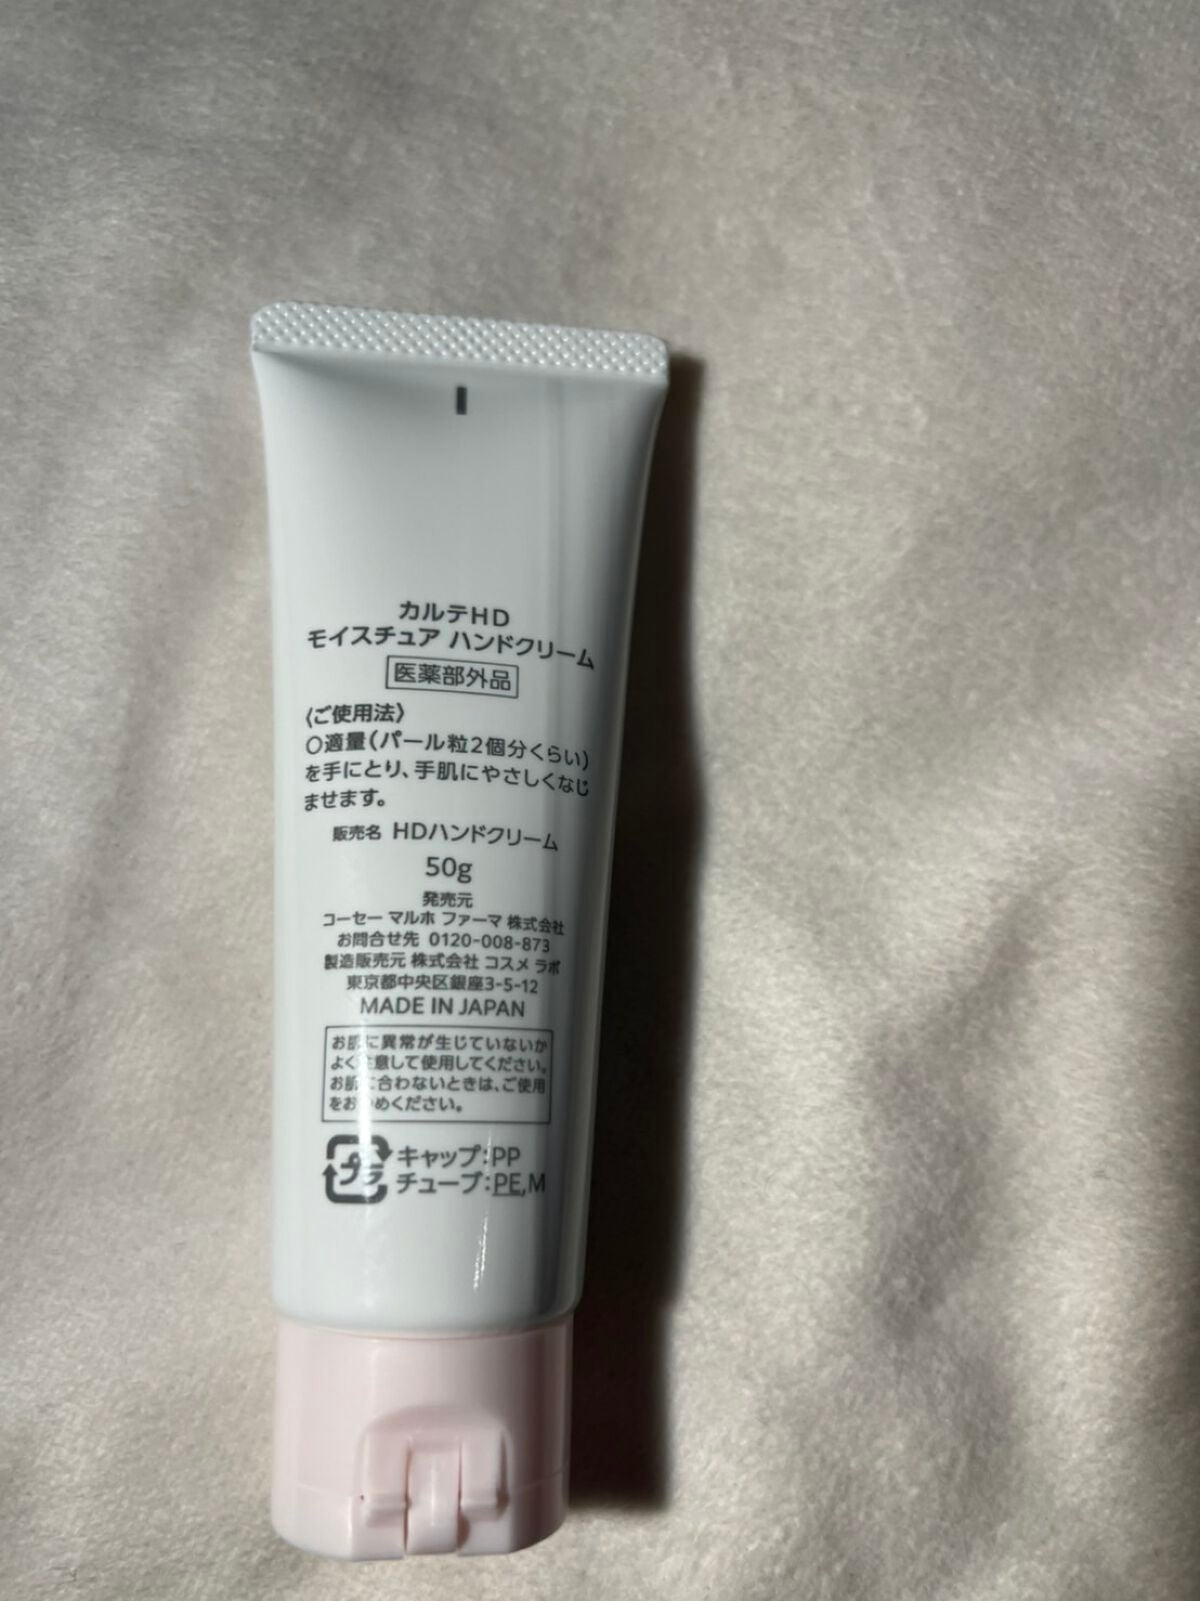 カルテHD
モイスチュア ハンドクリーム
医薬部外品
〈ご使用法〉
○適量(パール粒2個分くらい)
を手にとり、手肌にやさしくなじ
ませます。
販売名 HDハンドクリーム
50g
発売元
コーセー マルホ ファーマ 株式会社
お問合せ先 0120-008-873
製造販売元 株式会社 コスメ ラボ
東京都中央区銀座3-5-12
MADE IN JAPAN
お肌に異常が生じていないか
よく注意して使用してください。
お肌に合わないときは、ご使用
をおやめください。
プラ キャップ:PP
チューブ:PE,M